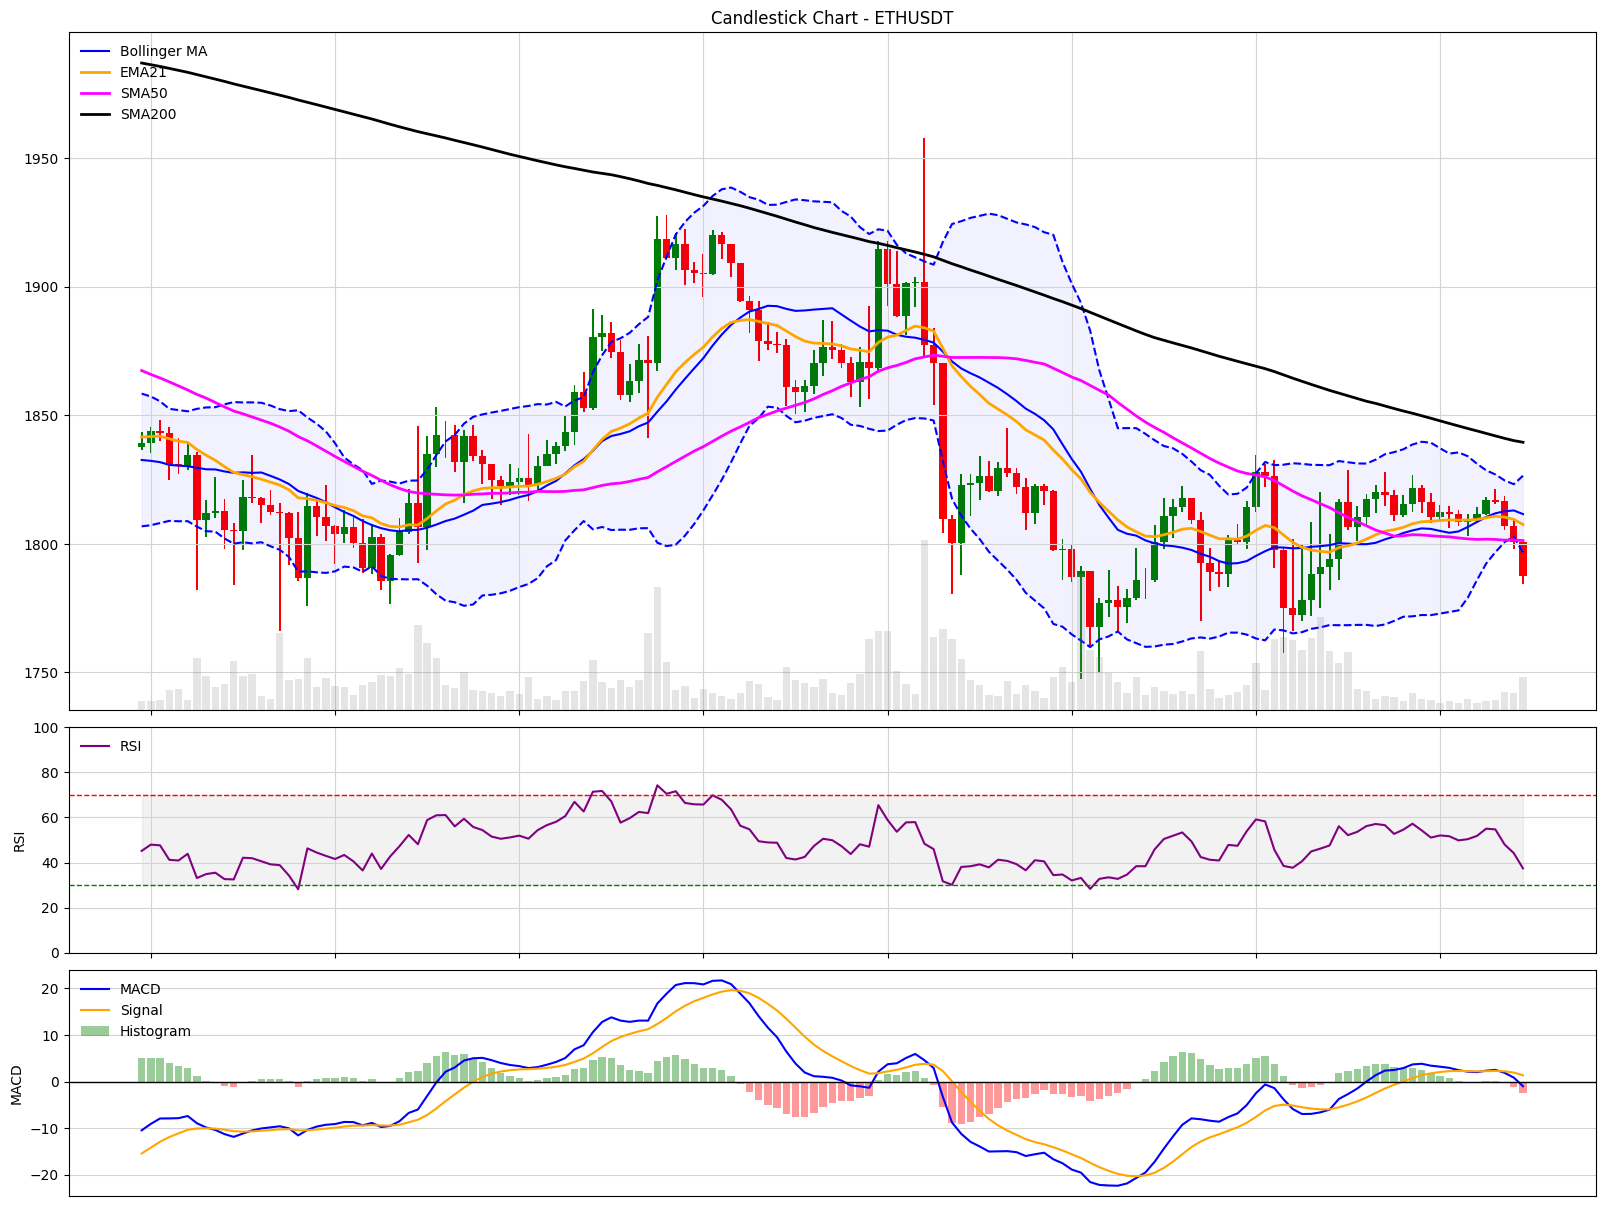 Candlestick Chart - ETHUSDT
Bollinger MA
EMA21
SMA50
SMA200
1950
1900
1850
1800
1750
RSI
100
80
60
40
20
0
RSI
MACD
Signal
Histogram
20
10
0
−10
−20
MACD